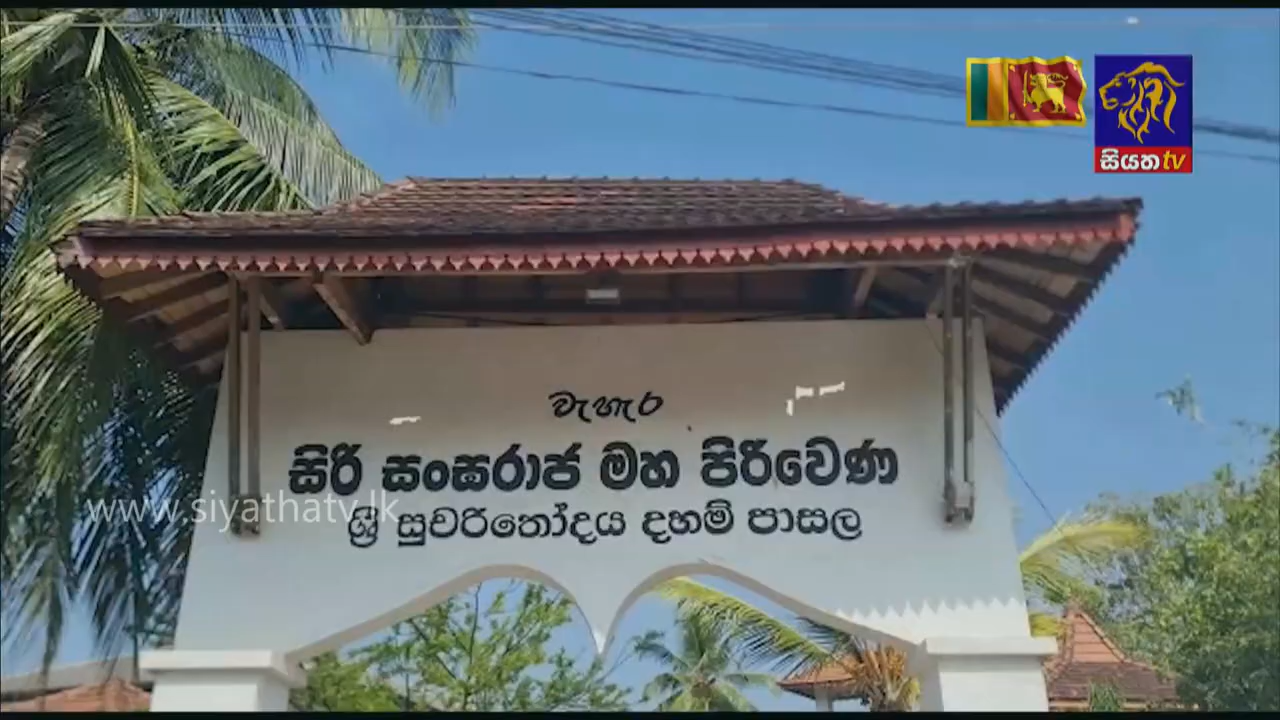 සියත tv
වැහැර
සිරි සංඝරාජ මහ පිරිවෙණ
www.siyathatv.lk
ශ්‍රී සුචරිතෝදය දහම් පාසල